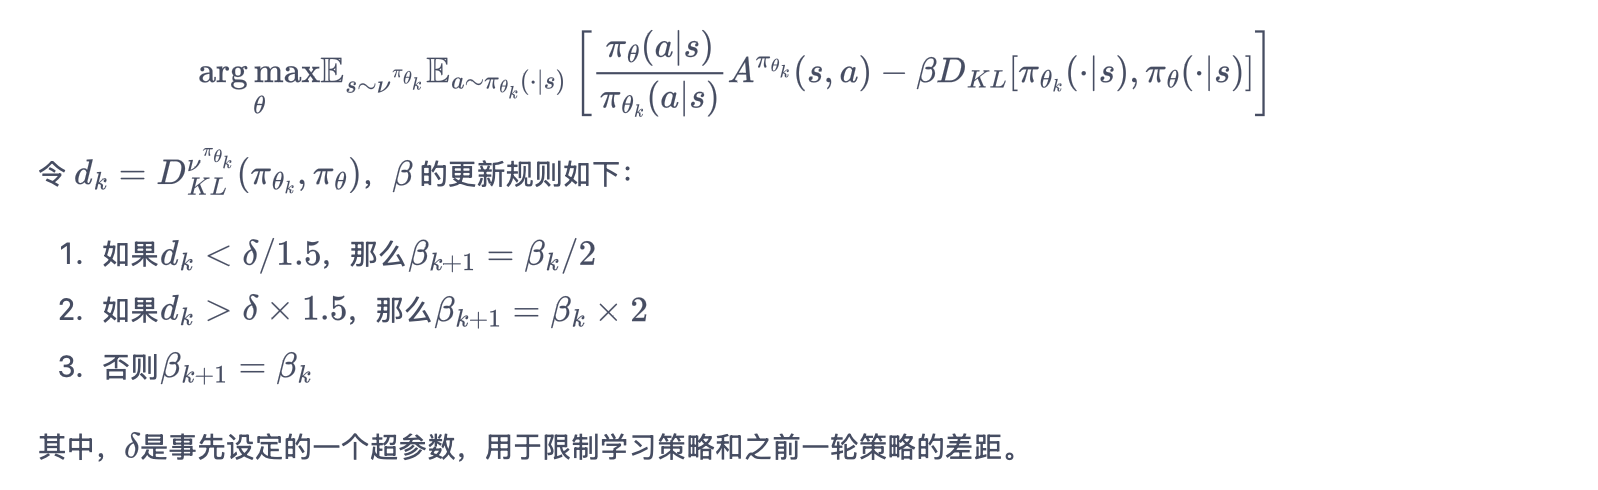 $\underset{\theta}{\arg\max}\mathbb{E}_{s\sim\nu^{\pi_{\theta_k}}}\mathbb{E}_{a\sim\pi_{\theta_k}(\cdot|s)}\left[\frac{\pi_\theta(a|s)}{\pi_{\theta_k}(a|s)}A^{\pi_{\theta_k}}(s,a)-\beta D_{KL}[\pi_{\theta_k}(\cdot|s),\pi_\theta(\cdot|s)]\right]$
令 $d_k=D_{KL}^{\nu^{\pi_{\theta_k}}}(\pi_{\theta_k},\pi_\theta)$，$\beta$ 的更新规则如下：
1. 如果$d_k<\delta/1.5$，那么$\beta_{k+1}=\beta_k/2$
2. 如果$d_k>\delta\times1.5$，那么$\beta_{k+1}=\beta_k\times2$
3. 否则$\beta_{k+1}=\beta_k$
其中，$\delta$是事先设定的一个超参数，用于限制学习策略和之前一轮策略的差距。